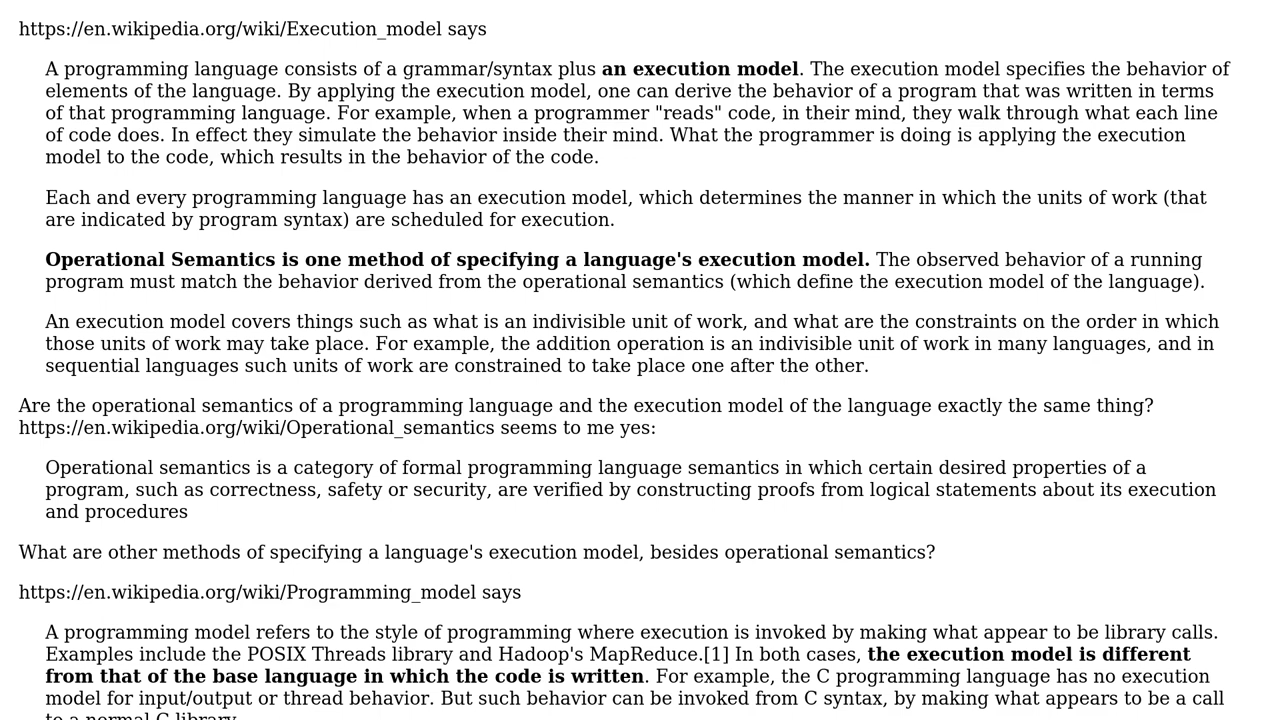 https://en.wikipedia.org/wiki/Execution_model says
A programming language consists of a grammar/syntax plus an execution model. The execution model specifies the behavior of
elements of the language. By applying the execution model, one can derive the behavior of a program that was written in terms
of that programming language. For example, when a programmer "reads" code, in their mind, they walk through what each line
of code does. In effect they simulate the behavior inside their mind. What the programmer is doing is applying the execution
model to the code, which results in the behavior of the code.
Each and every programming language has an execution model, which determines the manner in which the units of work (that
are indicated by program syntax) are scheduled for execution.
Operational Semantics is one method of specifying a language's execution model. The observed behavior of a running
program must match the behavior derived from the operational semantics (which define the execution model of the language).
An execution model covers things such as what is an indivisible unit of work, and what are the constraints on the order in which
those units of work may take place. For example, the addition operation is an indivisible unit of work in many languages, and in
sequential languages such units of work are constrained to take place one after the other.
Are the operational semantics of a programming language and the execution model of the language exactly the same thing?
https://en.wikipedia.org/wiki/Operational_semantics seems to me yes:
Operational semantics is a category of formal programming language semantics in which certain desired properties of a
program, such as correctness, safety or security, are verified by constructing proofs from logical statements about its execution
and procedures
What are other methods of specifying a language's execution model, besides operational semantics?
https://en.wikipedia.org/wiki/Programming_model says
A programming model refers to the style of programming where execution is invoked by making what appear to be library calls.
Examples include the POSIX Threads library and Hadoop's MapReduce.[1] In both cases, the execution model is different
from that of the base language in which the code is written. For example, the C programming language has no execution
model for input/output or thread behavior. But such behavior can be invoked from C syntax, by making what appears to be a call
to a normal C library.